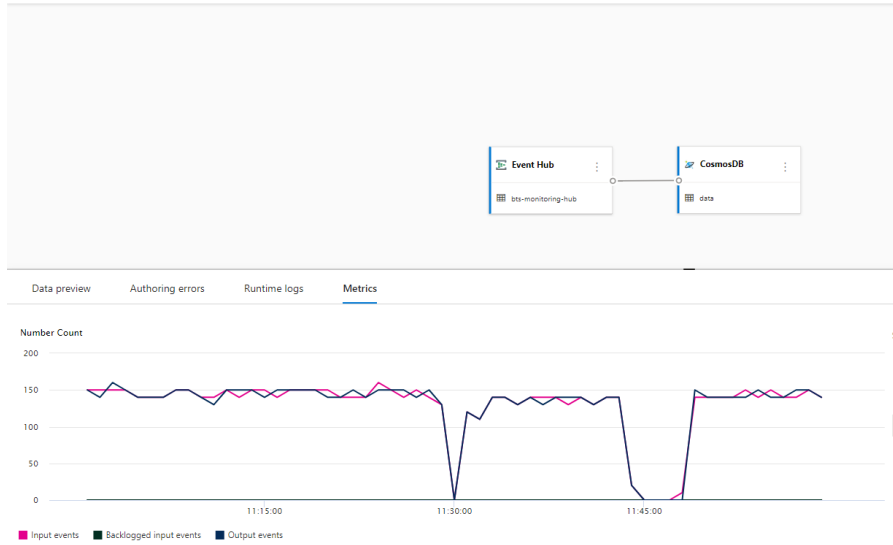 Event Hub
CosmosDB
bts-monitoring-hub
data
Data preview Authoring errors Runtime logs Metrics
Number Count
200
150
100
50
0
11:15:00 11:30:00 11:45:00
Input events Backlogged input events Output events